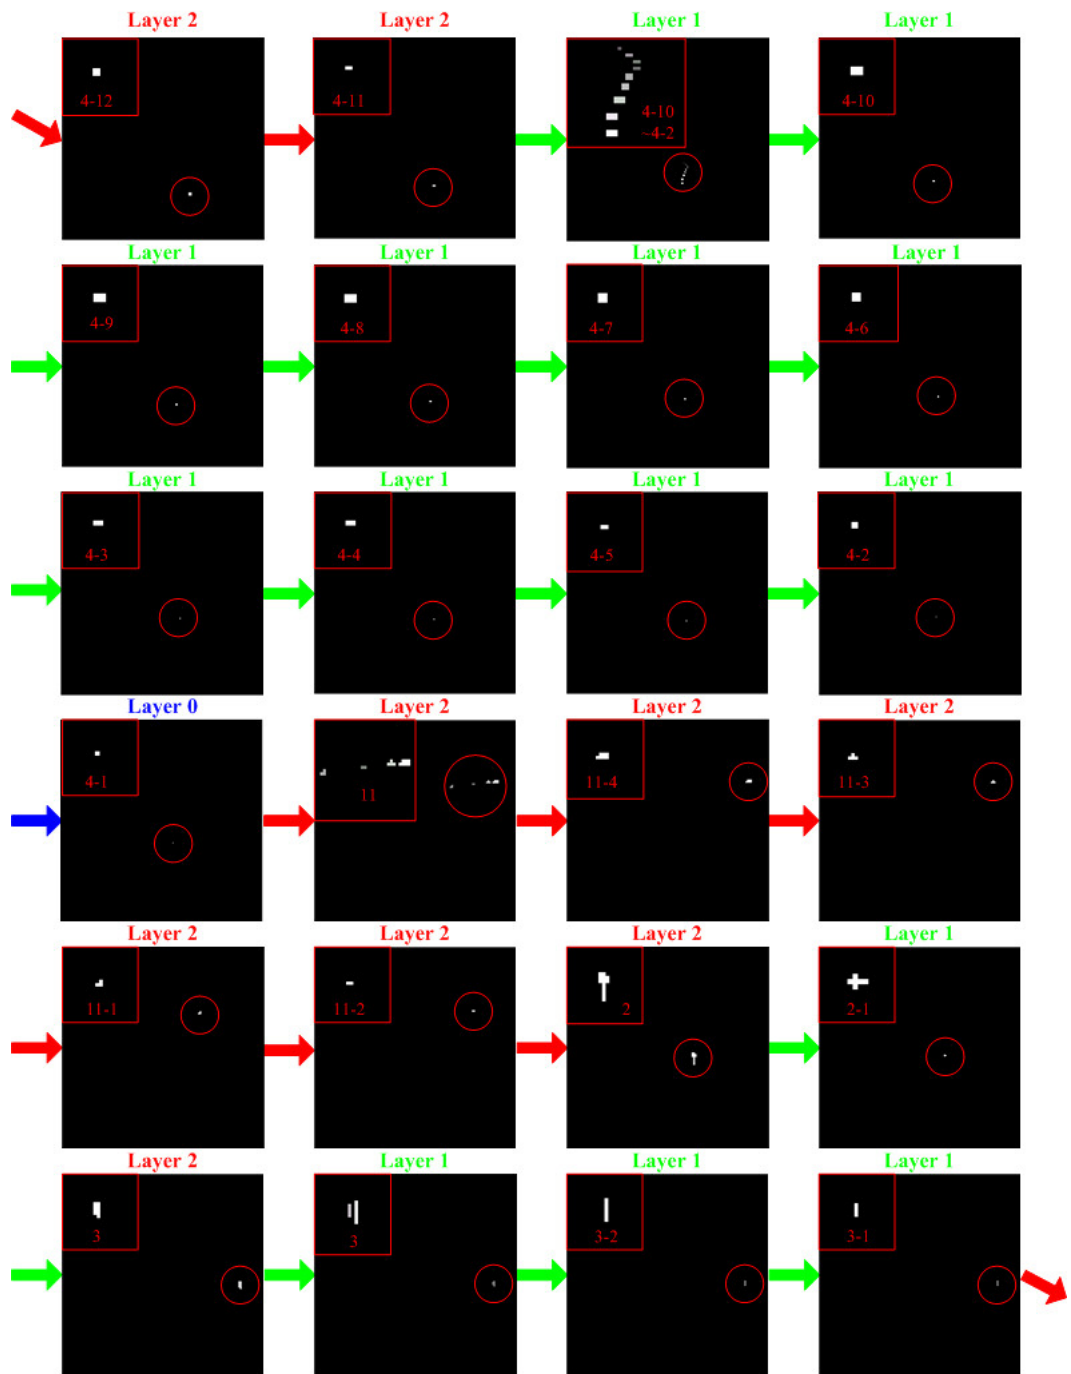 Layer 2 Layer 2 Layer 1 Layer 1
4-12 4-11 4-10 4-10
~4-2
Layer 1 Layer 1 Layer 1 Layer 1
4-9 4-8 4-7 4-6
Layer 1 Layer 1 Layer 1 Layer 1
4-3 4-4 4-5 4-2
Layer 0 Layer 2 Layer 2 Layer 2
4-1 11 11-4 11-3
Layer 2 Layer 2 Layer 2 Layer 1
11-1 11-2 2 2-1
Layer 2 Layer 1 Layer 1 Layer 1
3 3 3-2 3-1